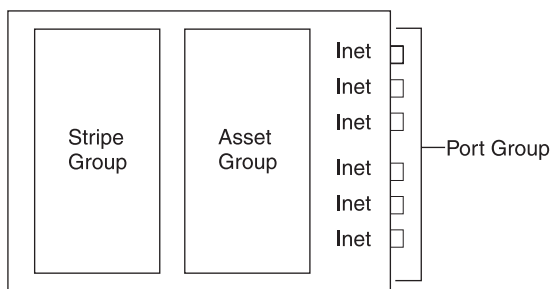 Stripe
Group
Asset
Group
Inet
Inet
Inet
Inet
Inet
Inet
Port Group